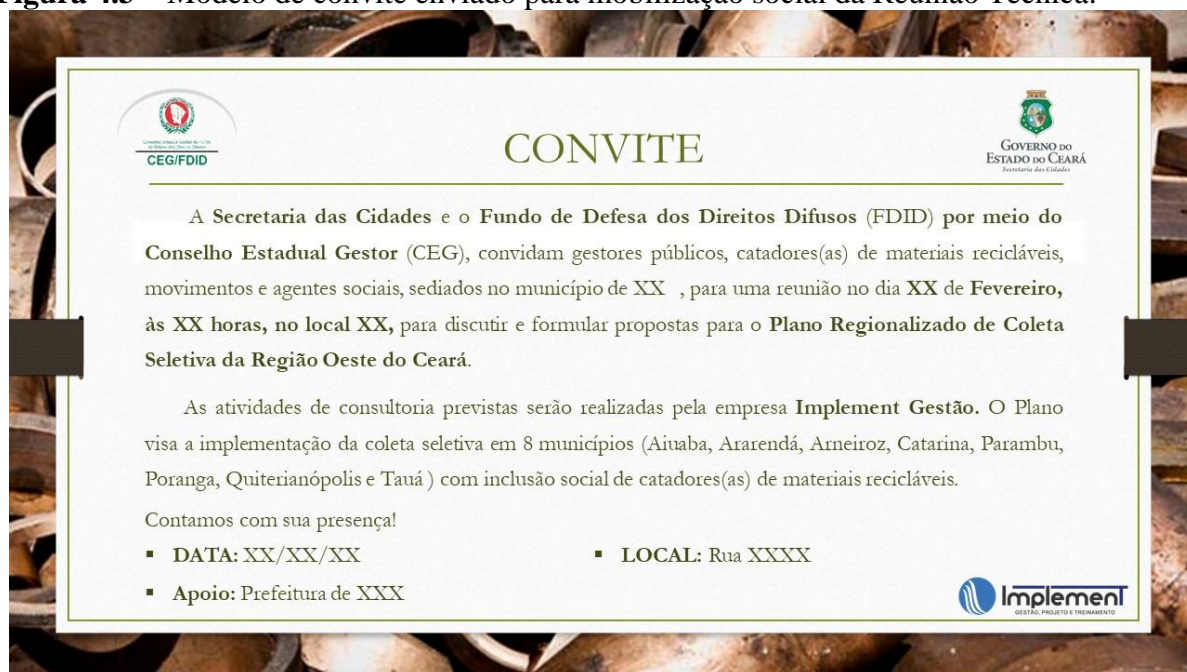 Figura 4.3 – Modelo de convite enviado para mobilização social da Reunião Técnica.
CEG/FDID
CONVITE
GOVERNO DO
ESTADO DO CEARÁ
Secretaria das Cidades
A Secretaria das Cidades e o Fundo de Defesa dos Direitos Difusos (FDID) por meio do
Conselho Estadual Gestor (CEG), convidam gestores públicos, catadores(as) de materiais recicláveis,
movimentos e agentes sociais, sediados no município de XX , para uma reunião no dia XX de Fevereiro,
às XX horas, no local XX, para discutir e formular propostas para o Plano Regionalizado de Coleta
Seletiva da Região Oeste do Ceará.
As atividades de consultoria previstas serão realizadas pela empresa Implement Gestão. O Plano
visa a implementação da coleta seletiva em 8 municípios (Aiuaba, Ararendá, Arneiroz, Catarina, Parambu,
Poranga, Quiterianópolis e Tauá ) com inclusão social de catadores(as) de materiais recicláveis.
Contamos com sua presença!
▪ DATA: XX/XX/XX
▪ LOCAL: Rua XXXX
▪ Apoio: Prefeitura de XXX
Implement
GESTÃO, PROJETO E TREINAMENTO